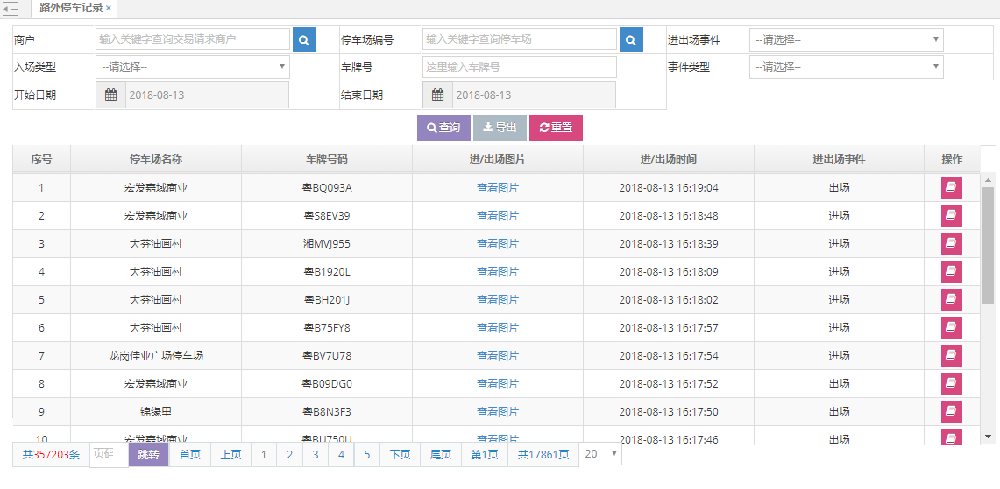 路外停车记录 ×
商户 输入关键字查询交易请求商户 停车场编号 输入关键字查询停车场 进出场事件 --请选择--
入场类型 --请选择-- 车牌号 这里输入车牌号 事件类型 --请选择--
开始日期 2018-08-13 结束日期 2018-08-13
查询 导出 重置
序号 停车场名称 车牌号码 进/出场图片 进/出场时间 进出场事件 操作
1 宏发嘉域商业 粤BQ093A 查看图片 2018-08-13 16:19:04 出场
2 宏发嘉域商业 粤S8EV39 查看图片 2018-08-13 16:18:48 进场
3 大芬油画村 湘MVJ955 查看图片 2018-08-13 16:18:39 进场
4 大芬油画村 粤B1920L 查看图片 2018-08-13 16:18:09 进场
5 大芬油画村 粤BH201J 查看图片 2018-08-13 16:18:02 进场
6 大芬油画村 粤B75FY8 查看图片 2018-08-13 16:17:57 进场
7 龙岗佳业广场停车场 粤BV7U78 查看图片 2018-08-13 16:17:54 进场
8 宏发嘉域商业 粤B09DG0 查看图片 2018-08-13 16:17:52 出场
9 锦缘里 粤B8N3F3 查看图片 2018-08-13 16:17:50 出场
10 宏发嘉域商业 粤BU750U 查看图片 2018-08-13 16:17:46 出场
共357203条 页码 跳转 首页 上页 1 2 3 4 5 下页 尾页 第1页 共17861页 20